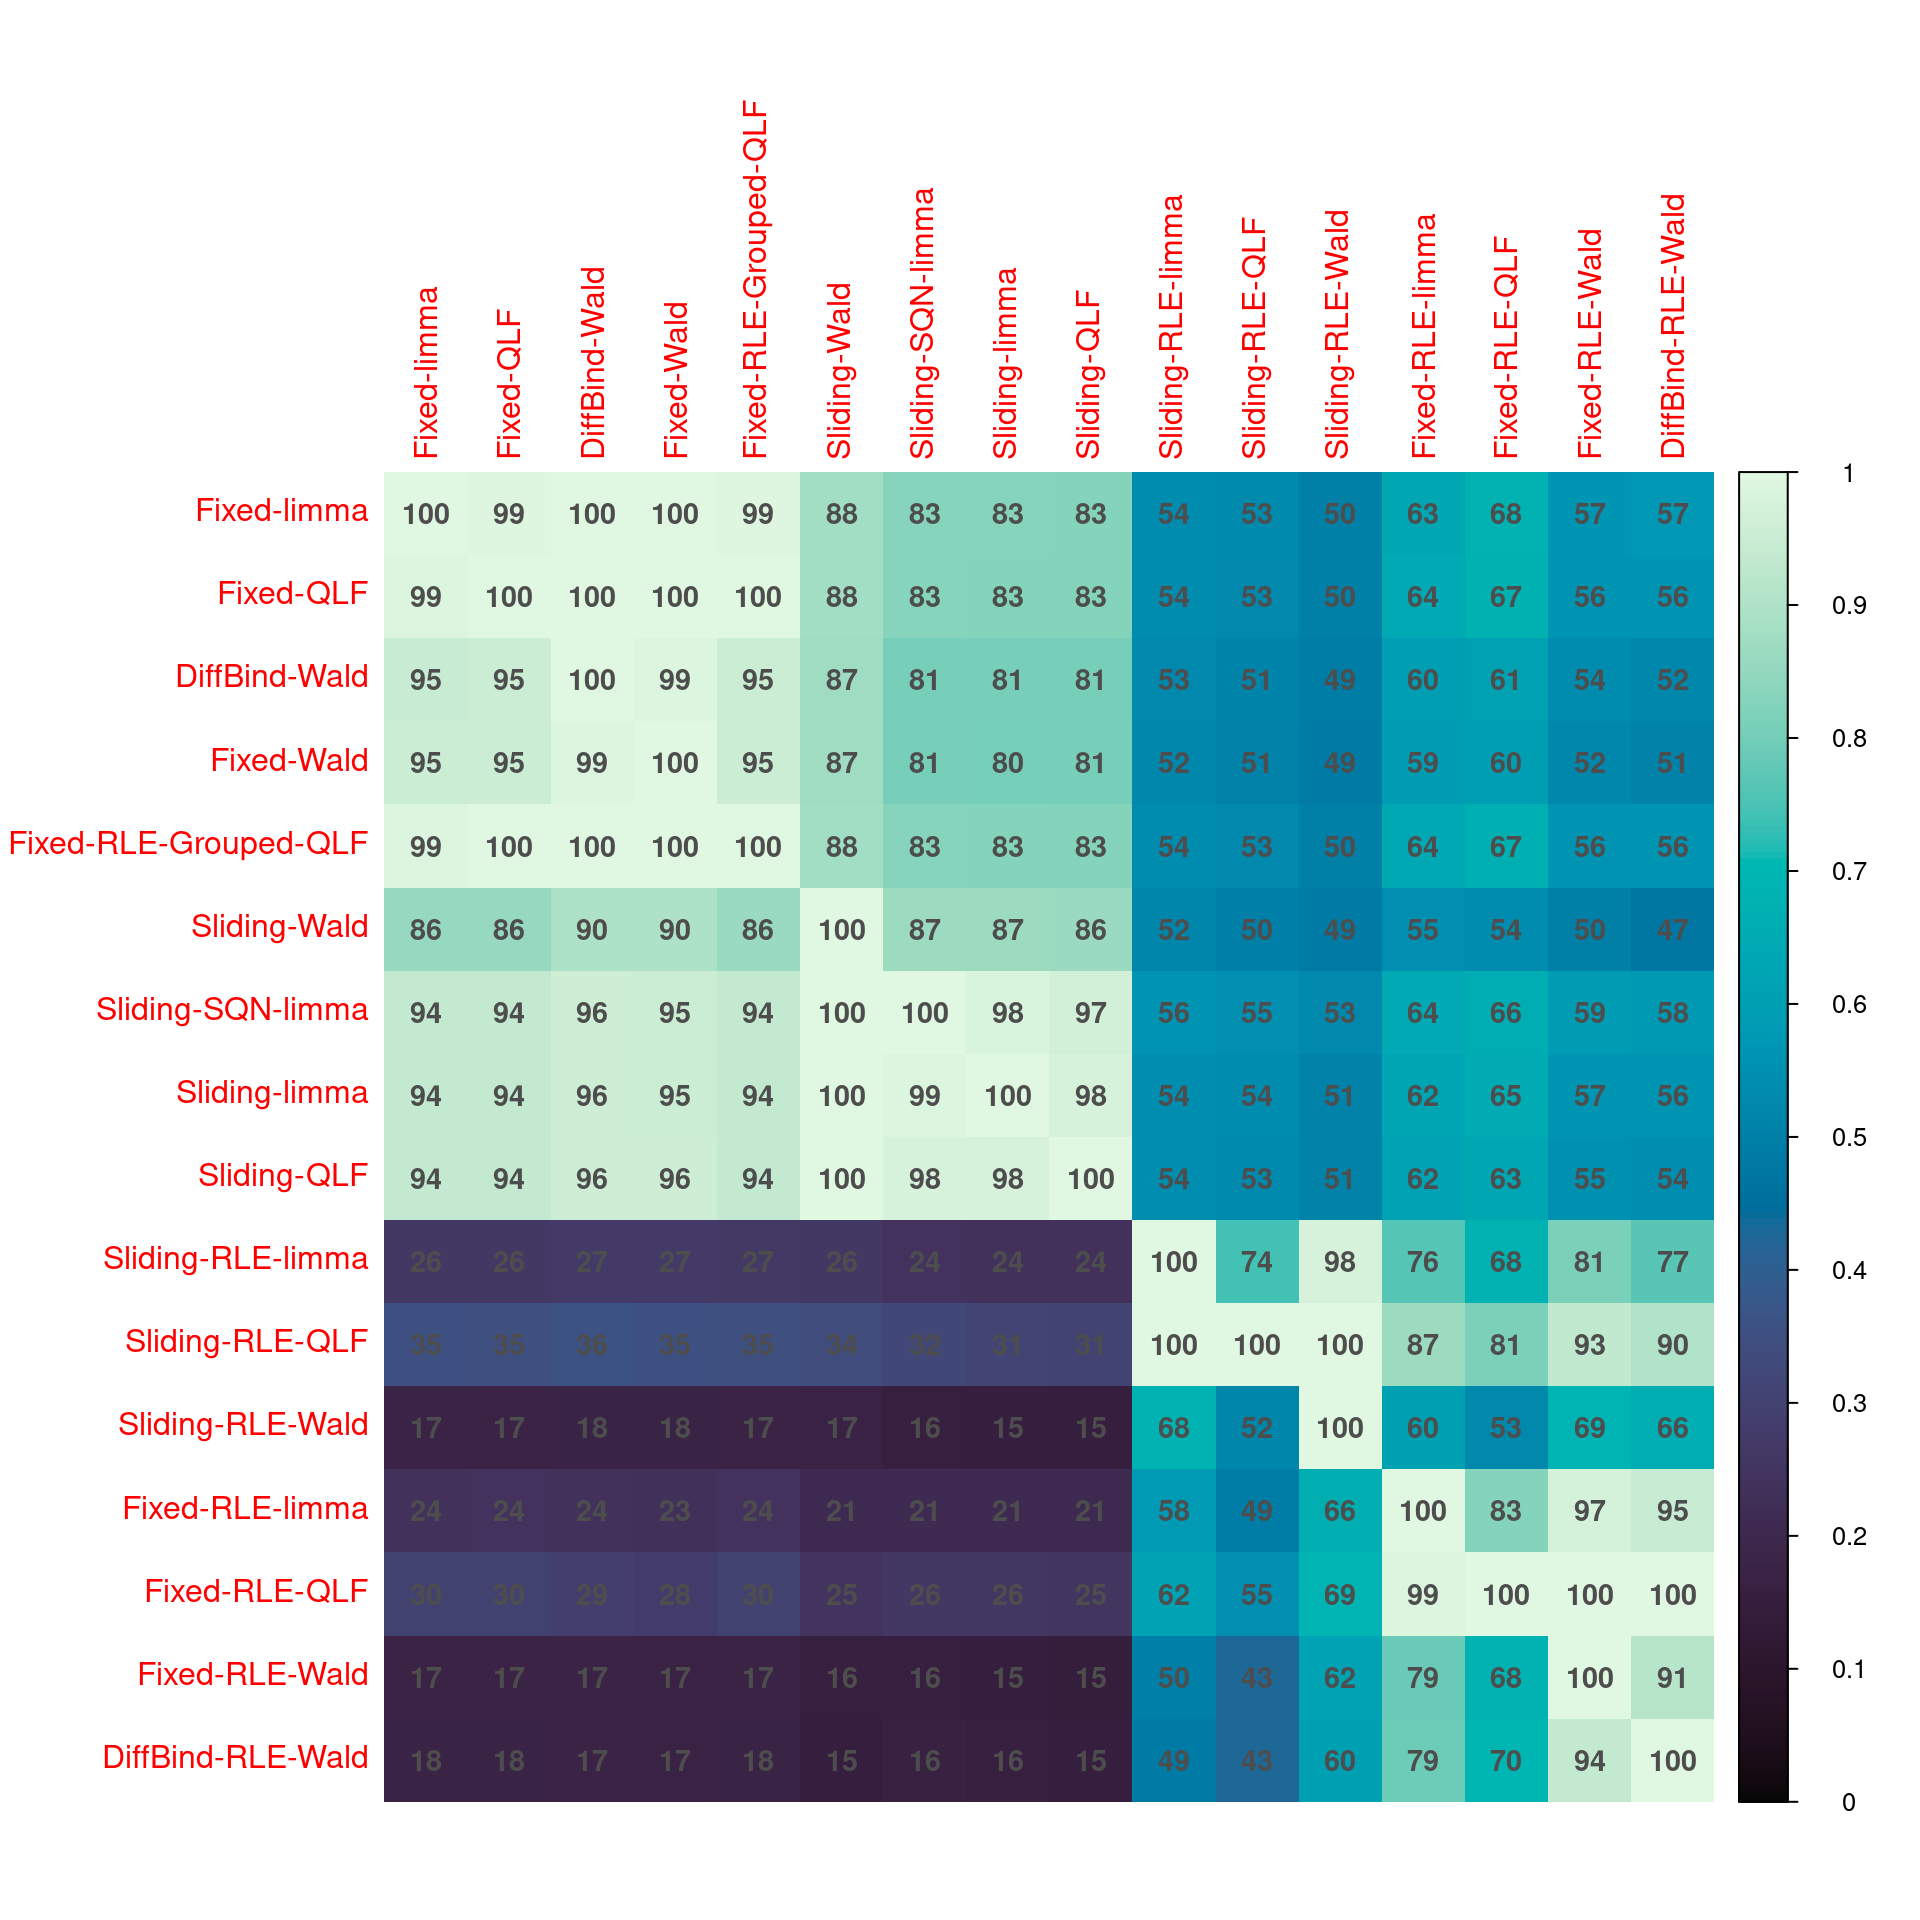 Fixed-limma Fixed-QLF DiffBind-Wald Fixed-Wald Fixed-RLE-Grouped-QLF Sliding-Wald Sliding-SQN-limma Sliding-limma Sliding-QLF Sliding-RLE-limma Sliding-RLE-QLF Sliding-RLE-Wald Fixed-RLE-limma Fixed-RLE-QLF Fixed-RLE-Wald DiffBind-RLE-Wald
Fixed-limma 100 99 100 100 99 88 83 83 83 54 53 50 63 68 57 57
Fixed-QLF 99 100 100 100 100 88 83 83 83 54 53 50 64 67 56 56
DiffBind-Wald 95 95 100 99 95 87 81 81 81 53 51 49 60 61 54 52
Fixed-Wald 95 95 99 100 95 87 81 80 81 52 51 49 59 60 52 51
Fixed-RLE-Grouped-QLF 99 100 100 100 100 88 83 83 83 54 53 50 64 67 56 56
Sliding-Wald 86 86 90 90 86 100 87 87 86 52 50 49 55 54 50 47
Sliding-SQN-limma 94 94 96 95 94 100 100 98 97 56 55 53 64 66 59 58
Sliding-limma 94 94 96 95 94 100 99 100 98 54 54 51 62 65 57 56
Sliding-QLF 94 94 96 96 94 100 98 98 100 54 53 51 62 63 55 54
Sliding-RLE-limma 26 26 27 27 27 26 24 24 24 100 74 98 76 68 81 77
Sliding-RLE-QLF 35 35 36 35 35 34 32 31 31 100 100 100 87 81 93 90
Sliding-RLE-Wald 17 17 18 18 17 17 16 15 15 68 52 100 60 53 69 66
Fixed-RLE-limma 24 24 24 23 24 21 21 21 21 58 49 66 100 83 97 95
Fixed-RLE-QLF 30 30 29 28 30 25 26 26 25 62 55 69 99 100 100 100
Fixed-RLE-Wald 17 17 17 17 17 16 16 15 15 50 43 62 79 68 100 91
DiffBind-RLE-Wald 18 18 17 17 18 15 16 16 15 49 43 60 79 70 94 100
1
0.9
0.8
0.7
0.6
0.5
0.4
0.3
0.2
0.1
0